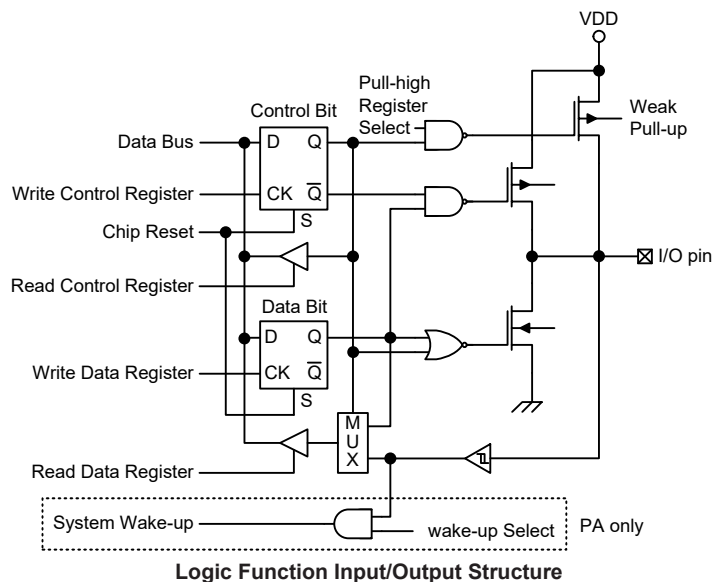 VDD
Pull-high
Register
Select
Weak
Pull-up
Control Bit
Data Bus
D
Q
Write Control Register
CK
Q̅
S
Chip Reset
I/O pin
Read Control Register
Data Bit
D
Q
Write Data Register
CK
Q̅
S
M
U
X
Read Data Register
System Wake-up
wake-up Select
PA only
Logic Function Input/Output Structure